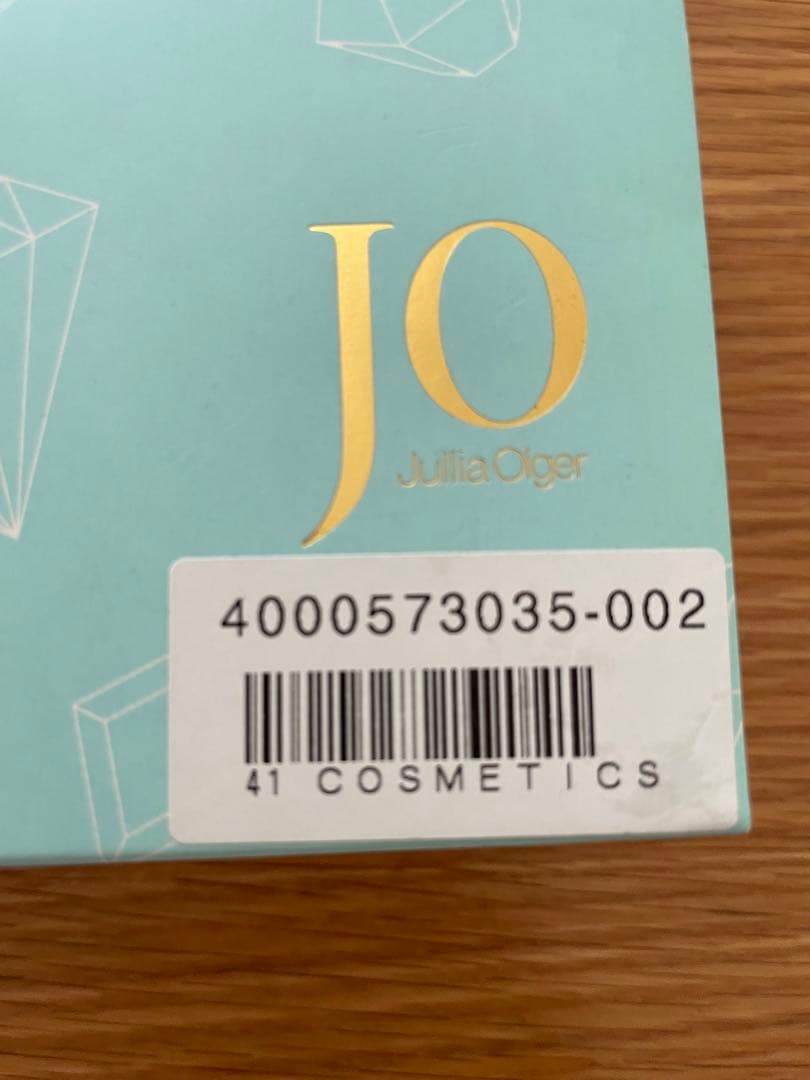 JO
Jullia Olger
4000573035-002
41 COSMETICS